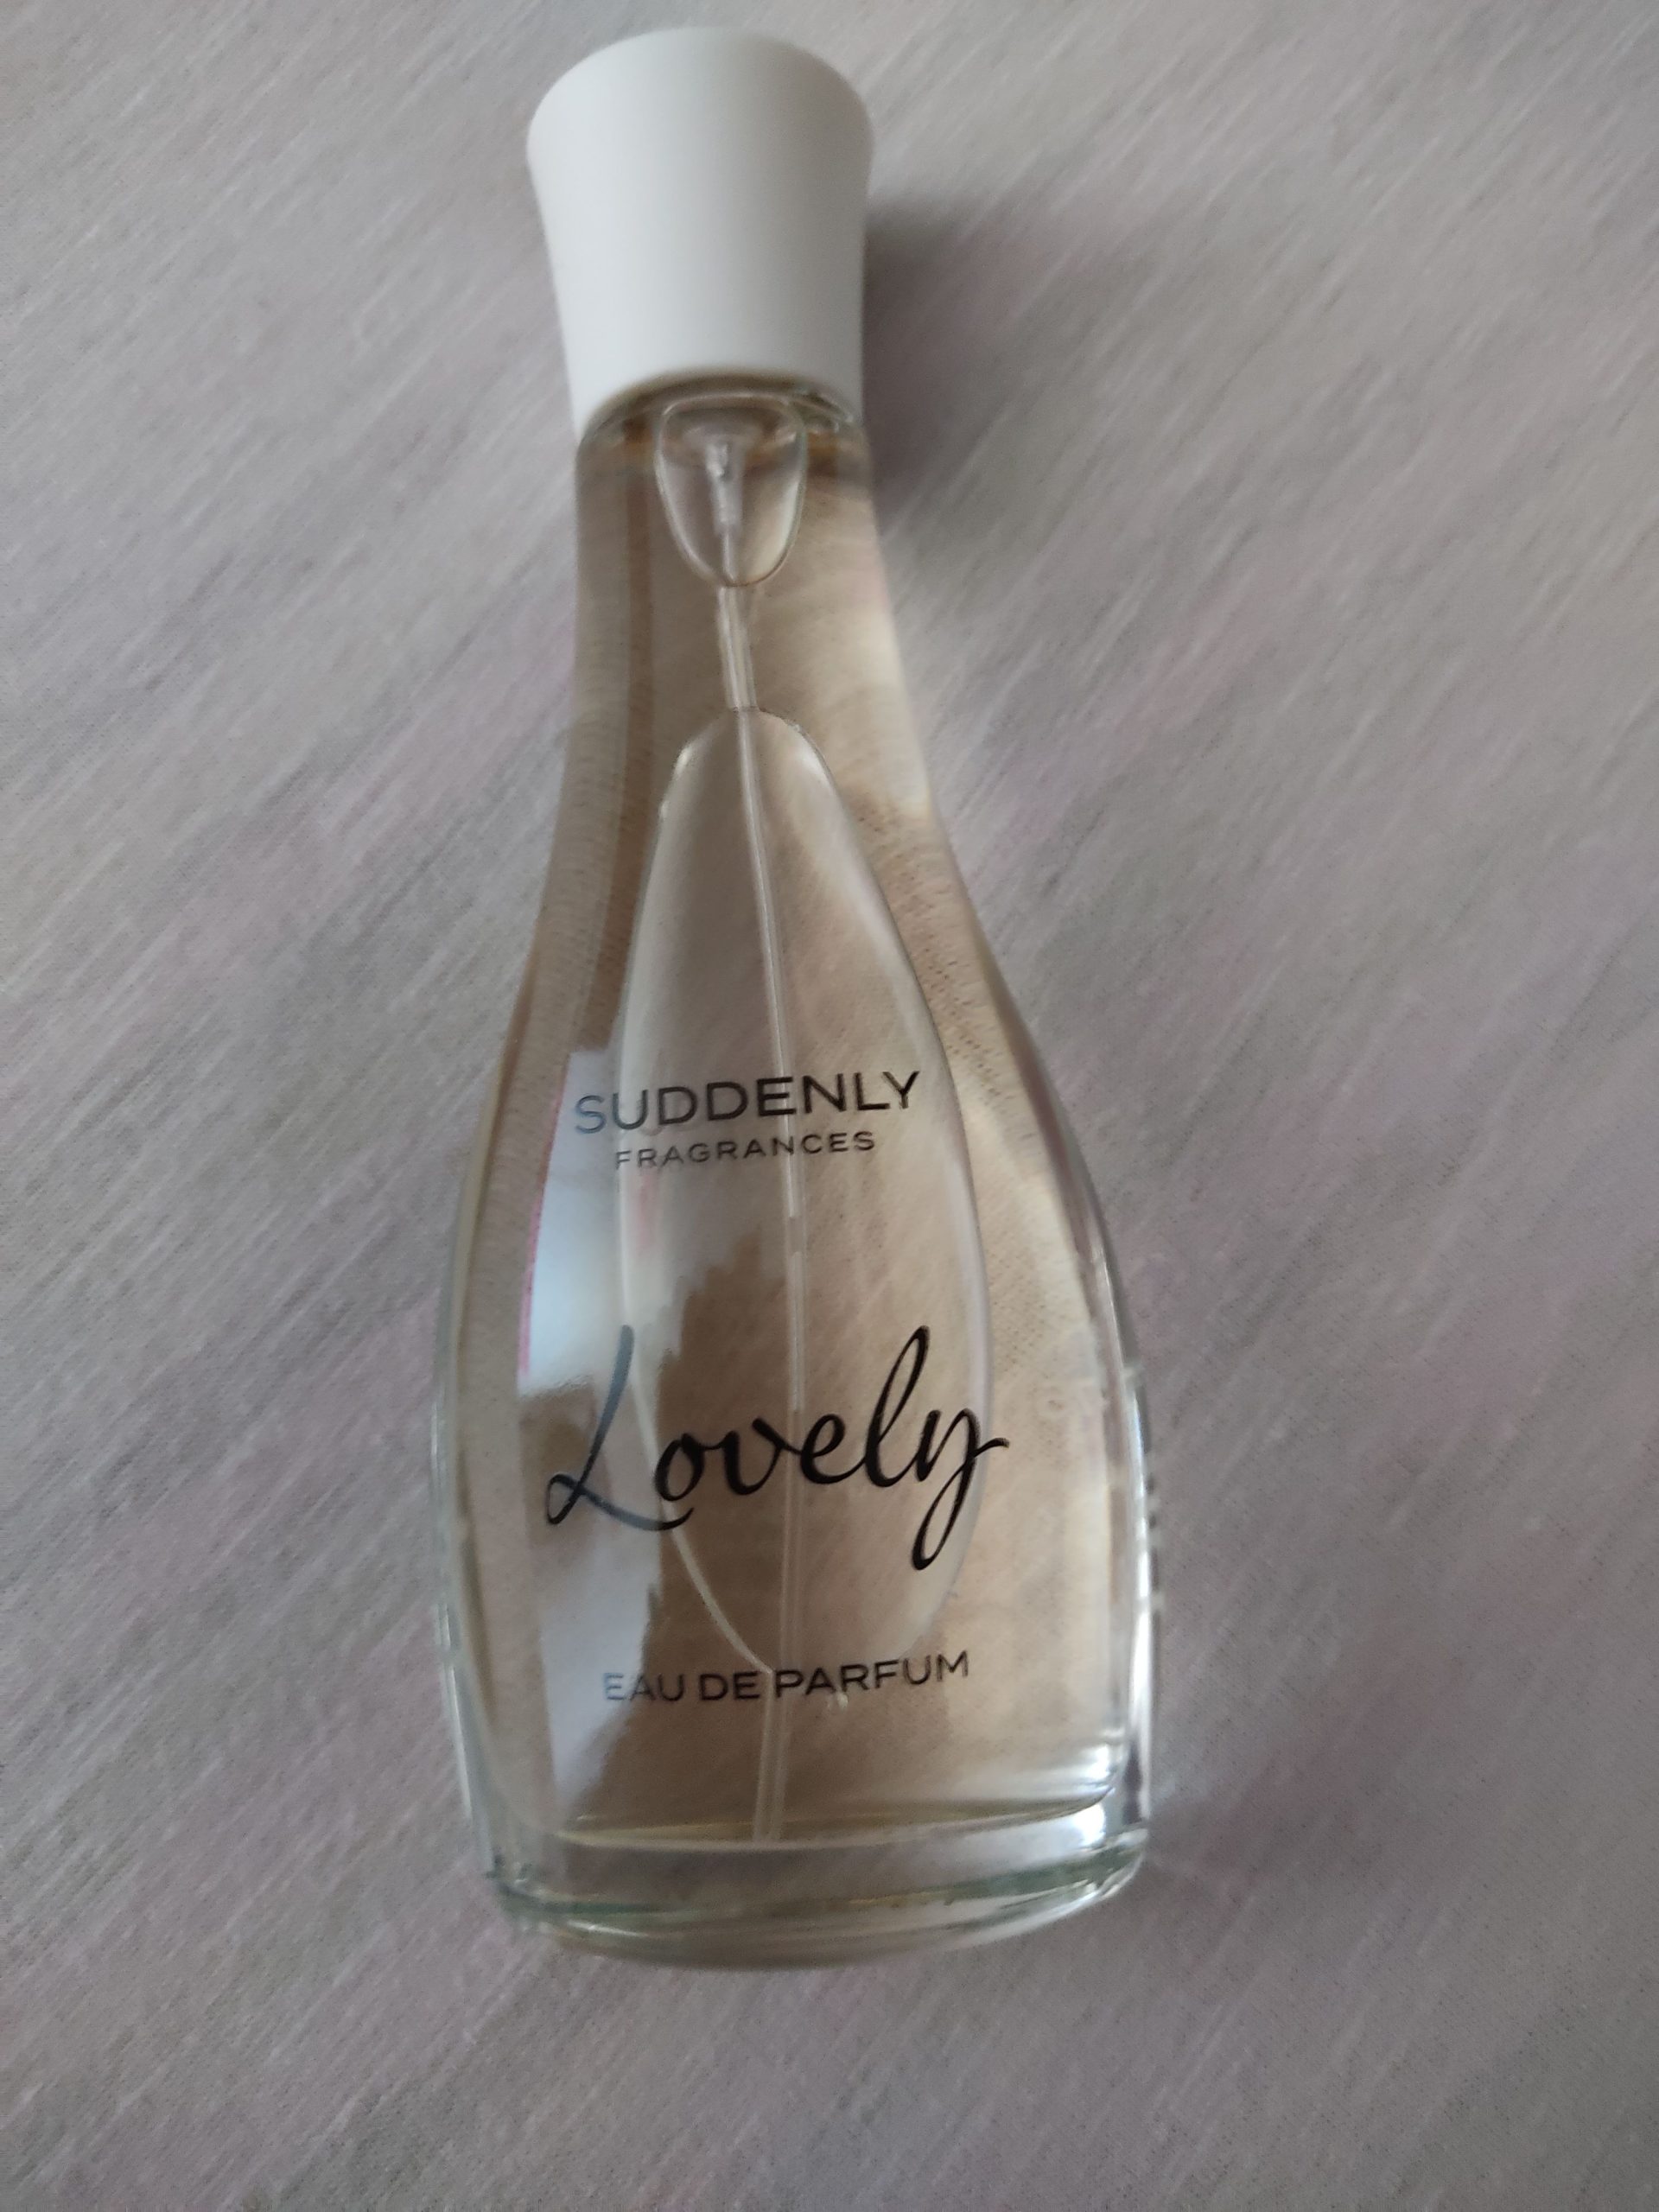 SUDDENLY
FRAGRANCES
Lovely
EAU DE PARFUM